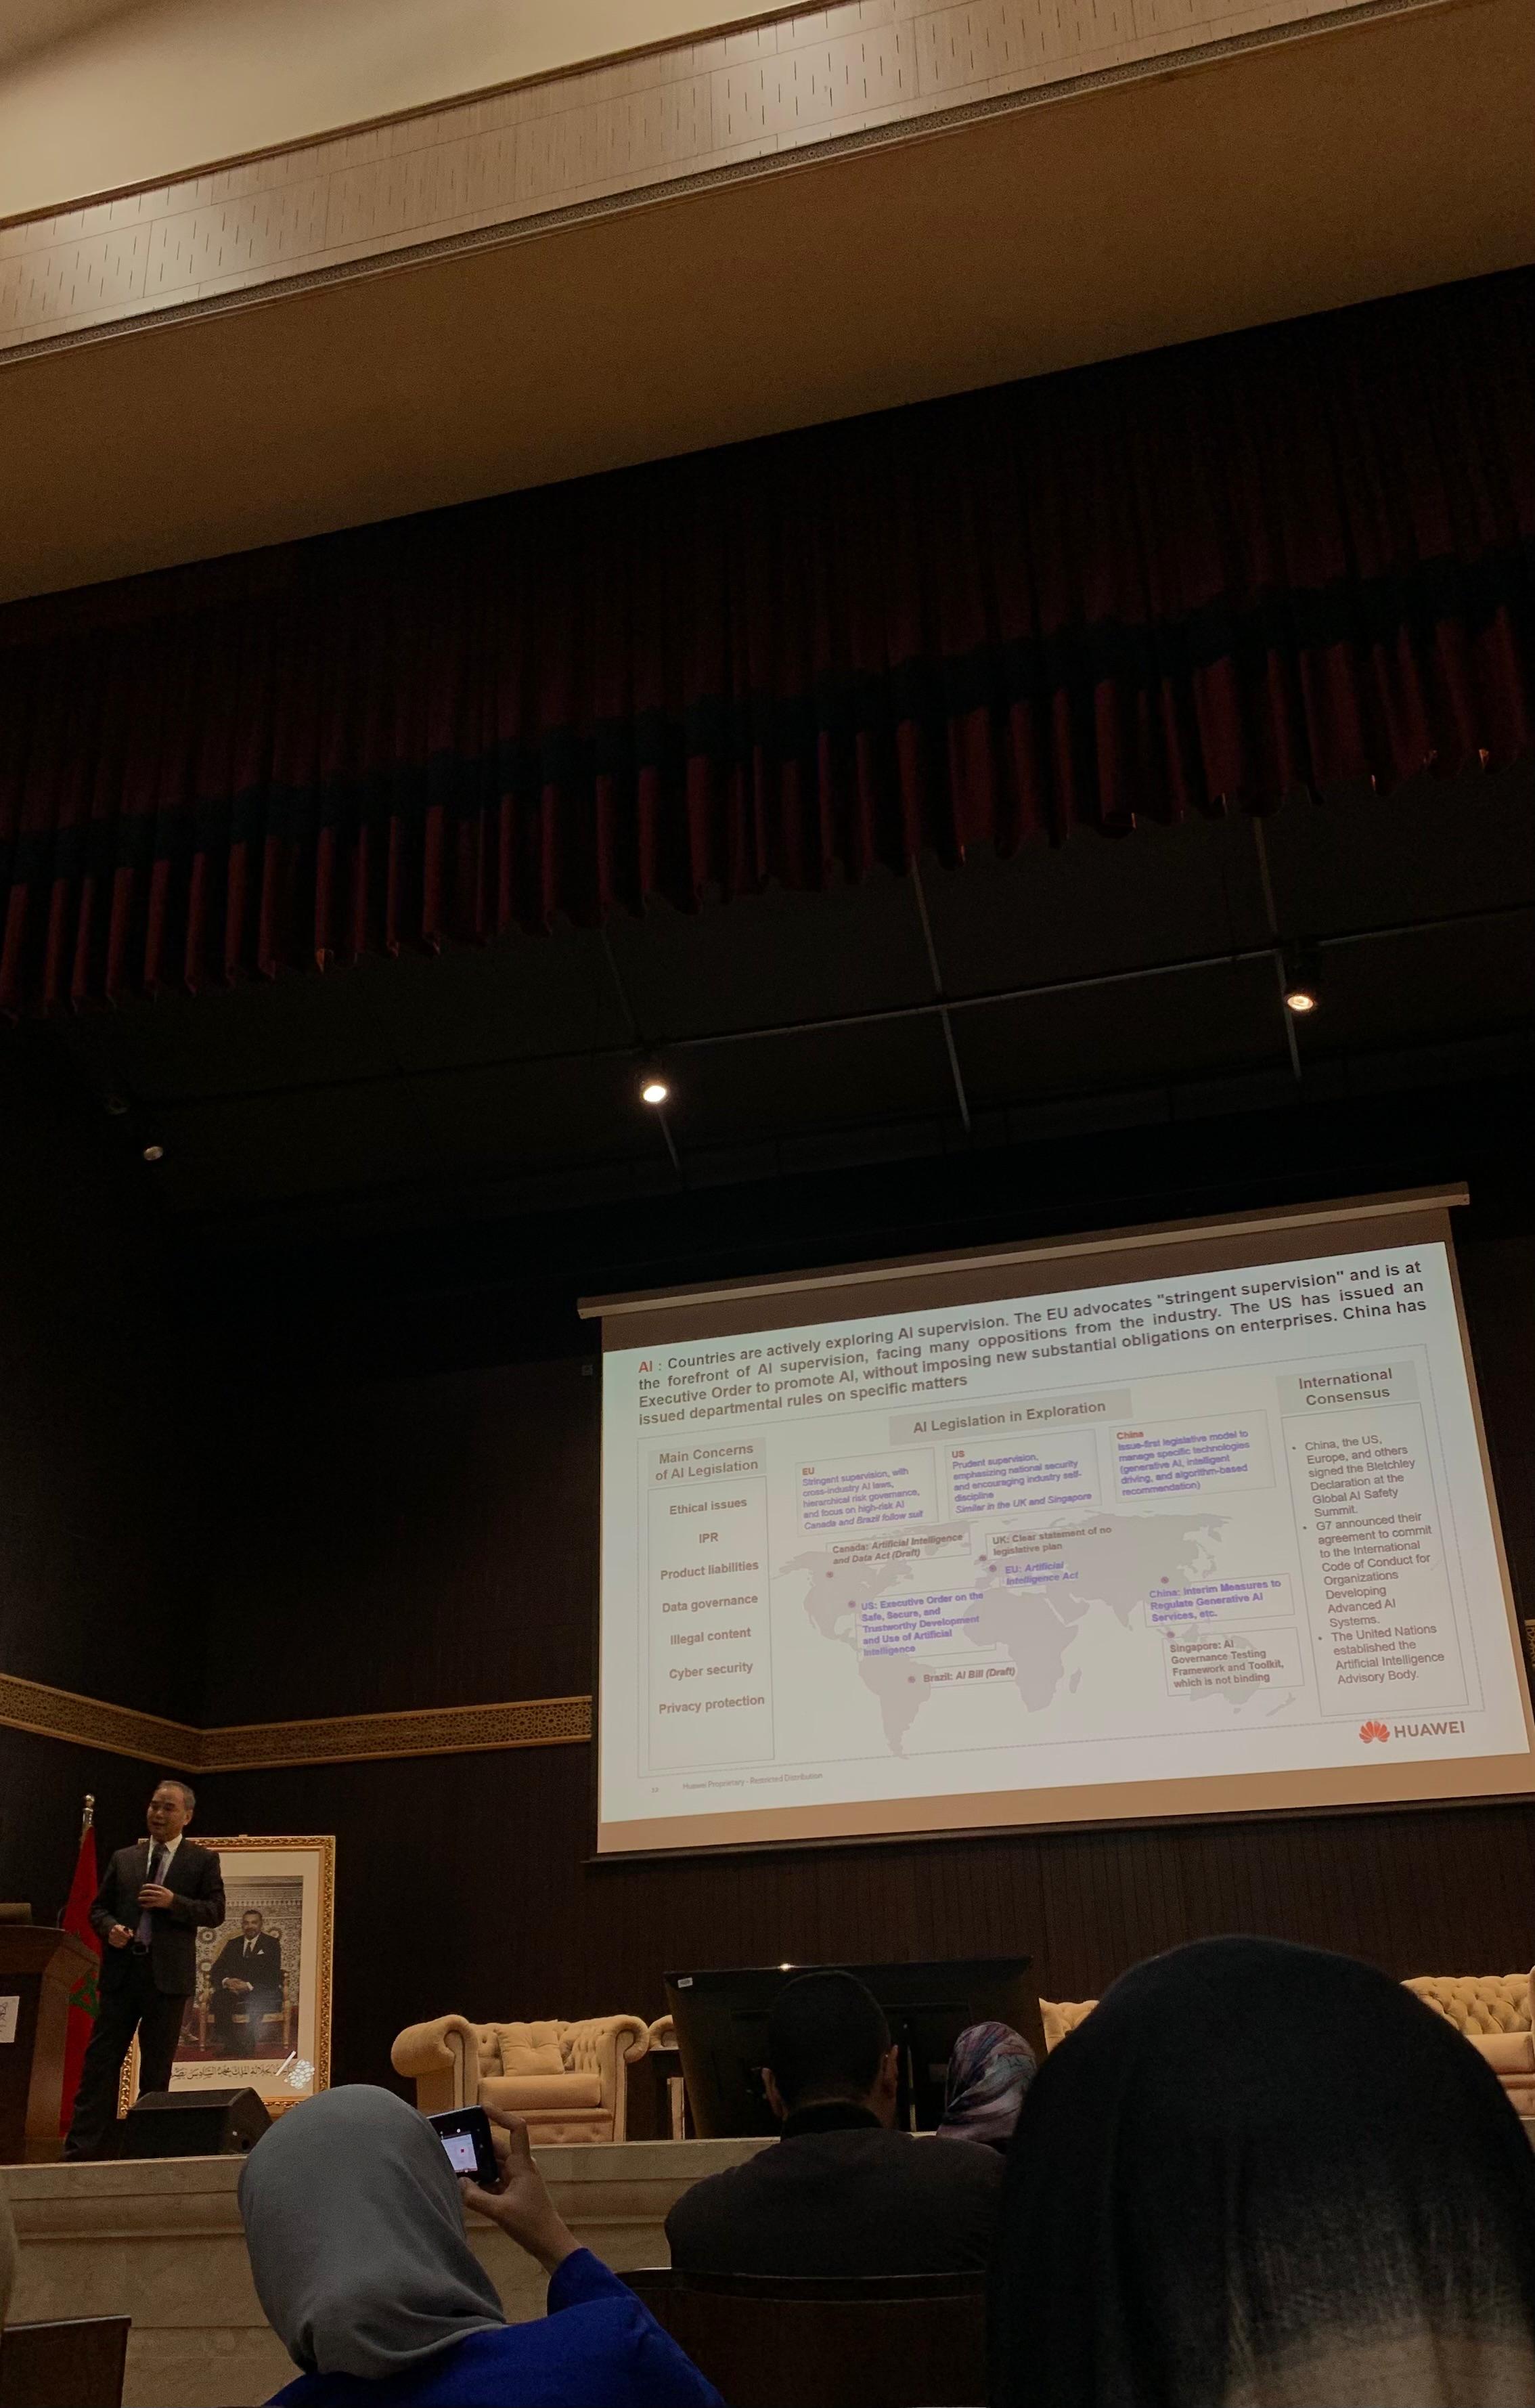 AI : Countries are actively exploring AI supervision. The EU advocates "stringent supervision" and is at
the forefront of AI supervision, facing many oppositions from the industry. The US has issued an
Executive Order to promote AI, without imposing new substantial obligations on enterprises. China has
issued departmental rules on specific matters
Main Concerns
of AI Legislation
Ethical issues
IPR
Product liabilities
Data governance
Illegal content
Cyber security
Privacy protection
AI Legislation in Exploration
EU
Stringent supervision, with
cross-industry AI laws,
hierarchical risk governance,
and focus on high-risk AI
Canada and Brazil follow suit
US
Prudent supervision,
emphasizing national security
and encouraging industry self-
discipline
Similar in the UK and Singapore
China
Issue-first legislative model to
manage specific technologies
(generative AI, intelligent
driving, and algorithm-based
recommendation)
Canada: Artificial Intelligence
and Data Act (Draft)
UK: Clear statement of no
legislative plan
EU: Artificial
Intelligence Act
US: Executive Order on the
Safe, Secure, and
Trustworthy Development
and Use of Artificial
Intelligence
China: Interim Measures to
Regulate Generative AI
Services, etc.
Singapore: AI
Governance Testing
Framework and Toolkit,
which is not binding
Brazil: AI Bill (Draft)
International
Consensus
• China, the US,
Europe, and others
signed the Bletchley
Declaration at the
Global AI Safety
Summit.
• G7 announced their
agreement to commit
to the International
Code of Conduct for
Organizations
Developing
Advanced AI
Systems.
• The United Nations
established the
Artificial Intelligence
Advisory Body.
Huawei Proprietary - Restricted Distribution
HUAWEI